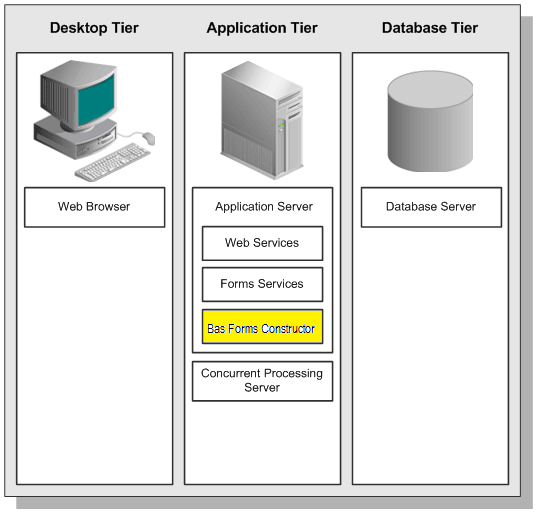 Desktop Tier
Application Tier
Database Tier
Web Browser
Application Server
Web Services
Forms Services
Bas Forms Constructor
Concurrent Processing
Server
Database Server